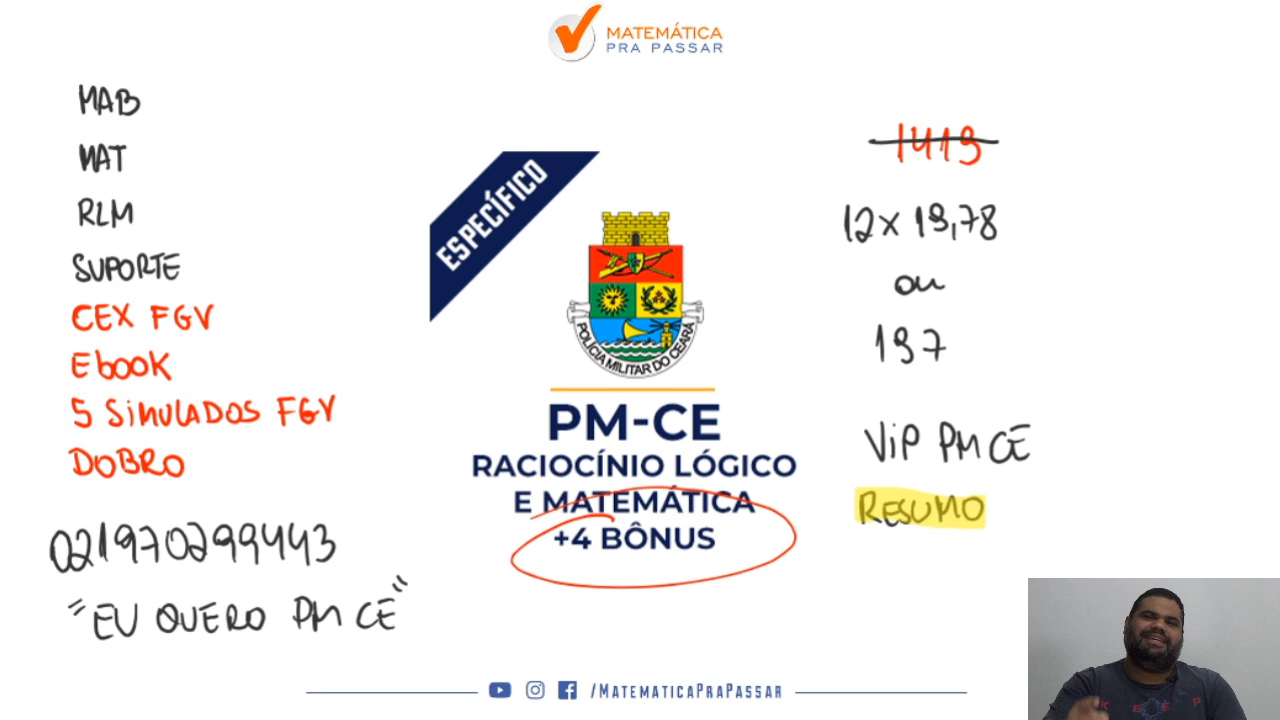 MATEMÁTICA
PRA PASSAR
MAB
MAT
RLM
SUPORTE
CEX FGV
Ebook
5 SIMULADOS FGV
DOBRO
021970299443
"EU QUERO PM CE"
ESPECÍFICO
POLÍCIA MILITAR DO CEARÁ
PM-CE
RACIOCÍNIO LÓGICO
E MATEMÁTICA
+4 BÔNUS
1419
12 x 19,78
ou
197
VIP PM CE
RESUMO
/MATEMATICAPRAPASSAR